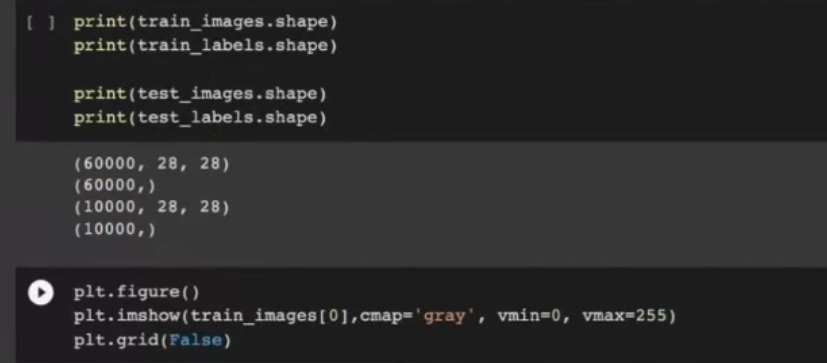 [ ] print(train_images.shape)
print(train_labels.shape)
print(test_images.shape)
print(test_labels.shape)
(60000, 28, 28)
(60000,)
(10000, 28, 28)
(10000,)
plt.figure()
plt.imshow(train_images[0],cmap='gray', vmin=0, vmax=255)
plt.grid(False)